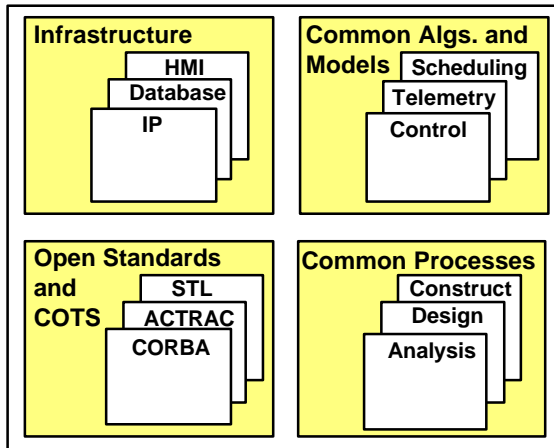 Infrastructure
HMI
Database
IP
Common Algs. and
Models
Scheduling
Telemetry
Control
Open Standards
and
COTS
STL
ACTRAC
CORBA
Common Processes
Construct
Design
Analysis